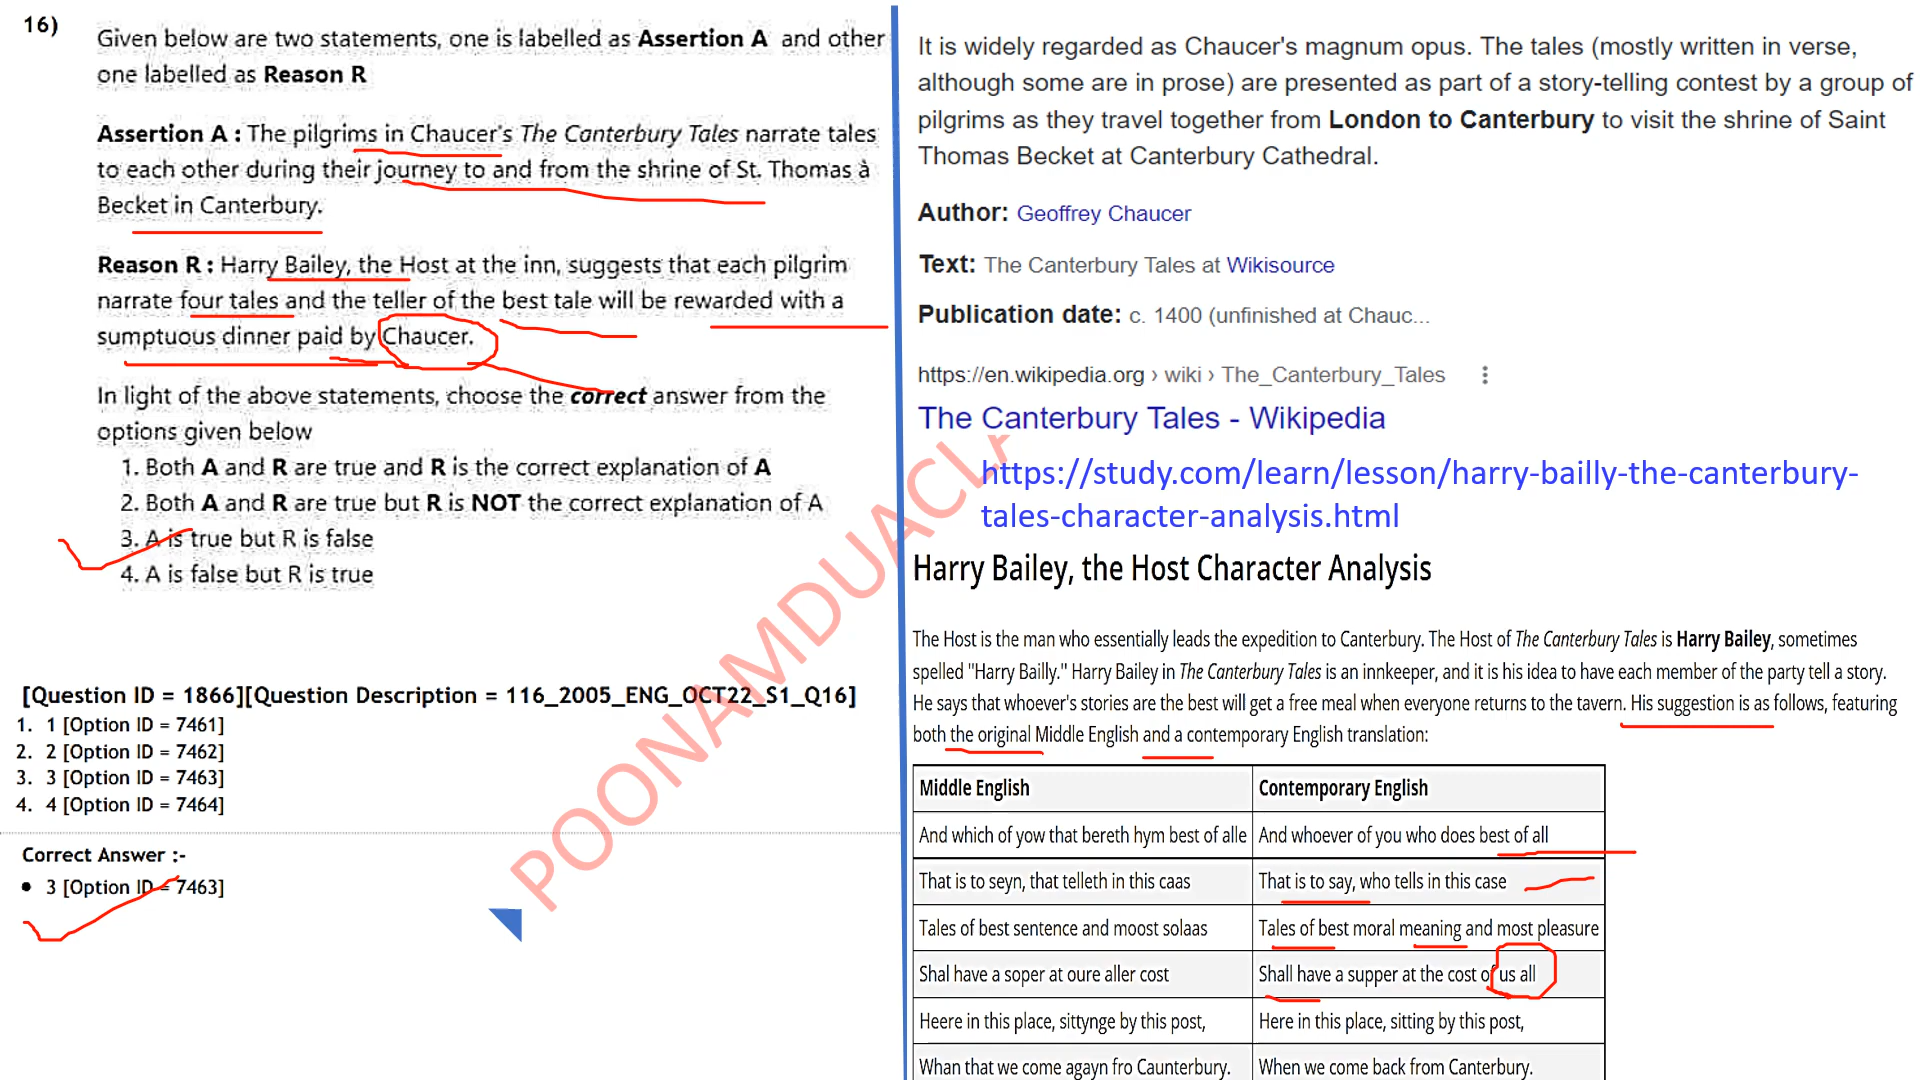 16)
Given below are two statements, one is labelled as Assertion A and other
one labelled as Reason R
Assertion A : The pilgrims in Chaucer's The Canterbury Tales narrate tales
to each other during their journey to and from the shrine of St. Thomas à
Becket in Canterbury.
Reason R : Harry Bailey, the Host at the inn, suggests that each pilgrim
narrate four tales and the teller of the best tale will be rewarded with a
sumptuous dinner paid by Chaucer.
In light of the above statements, choose the correct answer from the
options given below
1. Both A and R are true and R is the correct explanation of A
2. Both A and R are true but R is NOT the correct explanation of A
3. A is true but R is false
4. A is false but R is true
[Question ID = 1866][Question Description = 116_2005_ENG_OCT22_S1_Q16]
1. 1 [Option ID = 7461]
2. 2 [Option ID = 7462]
3. 3 [Option ID = 7463]
4. 4 [Option ID = 7464]
Correct Answer :-
• 3 [Option ID = 7463]
POONAMDUACLA
It is widely regarded as Chaucer's magnum opus. The tales (mostly written in verse,
although some are in prose) are presented as part of a story-telling contest by a group of
pilgrims as they travel together from London to Canterbury to visit the shrine of Saint
Thomas Becket at Canterbury Cathedral.
Author: Geoffrey Chaucer
Text: The Canterbury Tales at Wikisource
Publication date: c. 1400 (unfinished at Chauc...
https://en.wikipedia.org › wiki › The_Canterbury_Tales
The Canterbury Tales - Wikipedia
https://study.com/learn/lesson/harry-bailly-the-canterbury-
tales-character-analysis.html
Harry Bailey, the Host Character Analysis
The Host is the man who essentially leads the expedition to Canterbury. The Host of The Canterbury Tales is Harry Bailey, sometimes
spelled "Harry Bailly." Harry Bailey in The Canterbury Tales is an innkeeper, and it is his idea to have each member of the party tell a story.
He says that whoever's stories are the best will get a free meal when everyone returns to the tavern. His suggestion is as follows, featuring
both the original Middle English and a contemporary English translation:
Middle English Contemporary English
And which of yow that bereth hym best of alle And whoever of you who does best of all
That is to seyn, that telleth in this caas That is to say, who tells in this case
Tales of best sentence and moost solaas Tales of best moral meaning and most pleasure
Shal have a soper at oure aller cost Shall have a supper at the cost of us all
Heere in this place, sittynge by this post, Here in this place, sitting by this post,
Whan that we come agayn fro Caunterbury. When we come back from Canterbury.